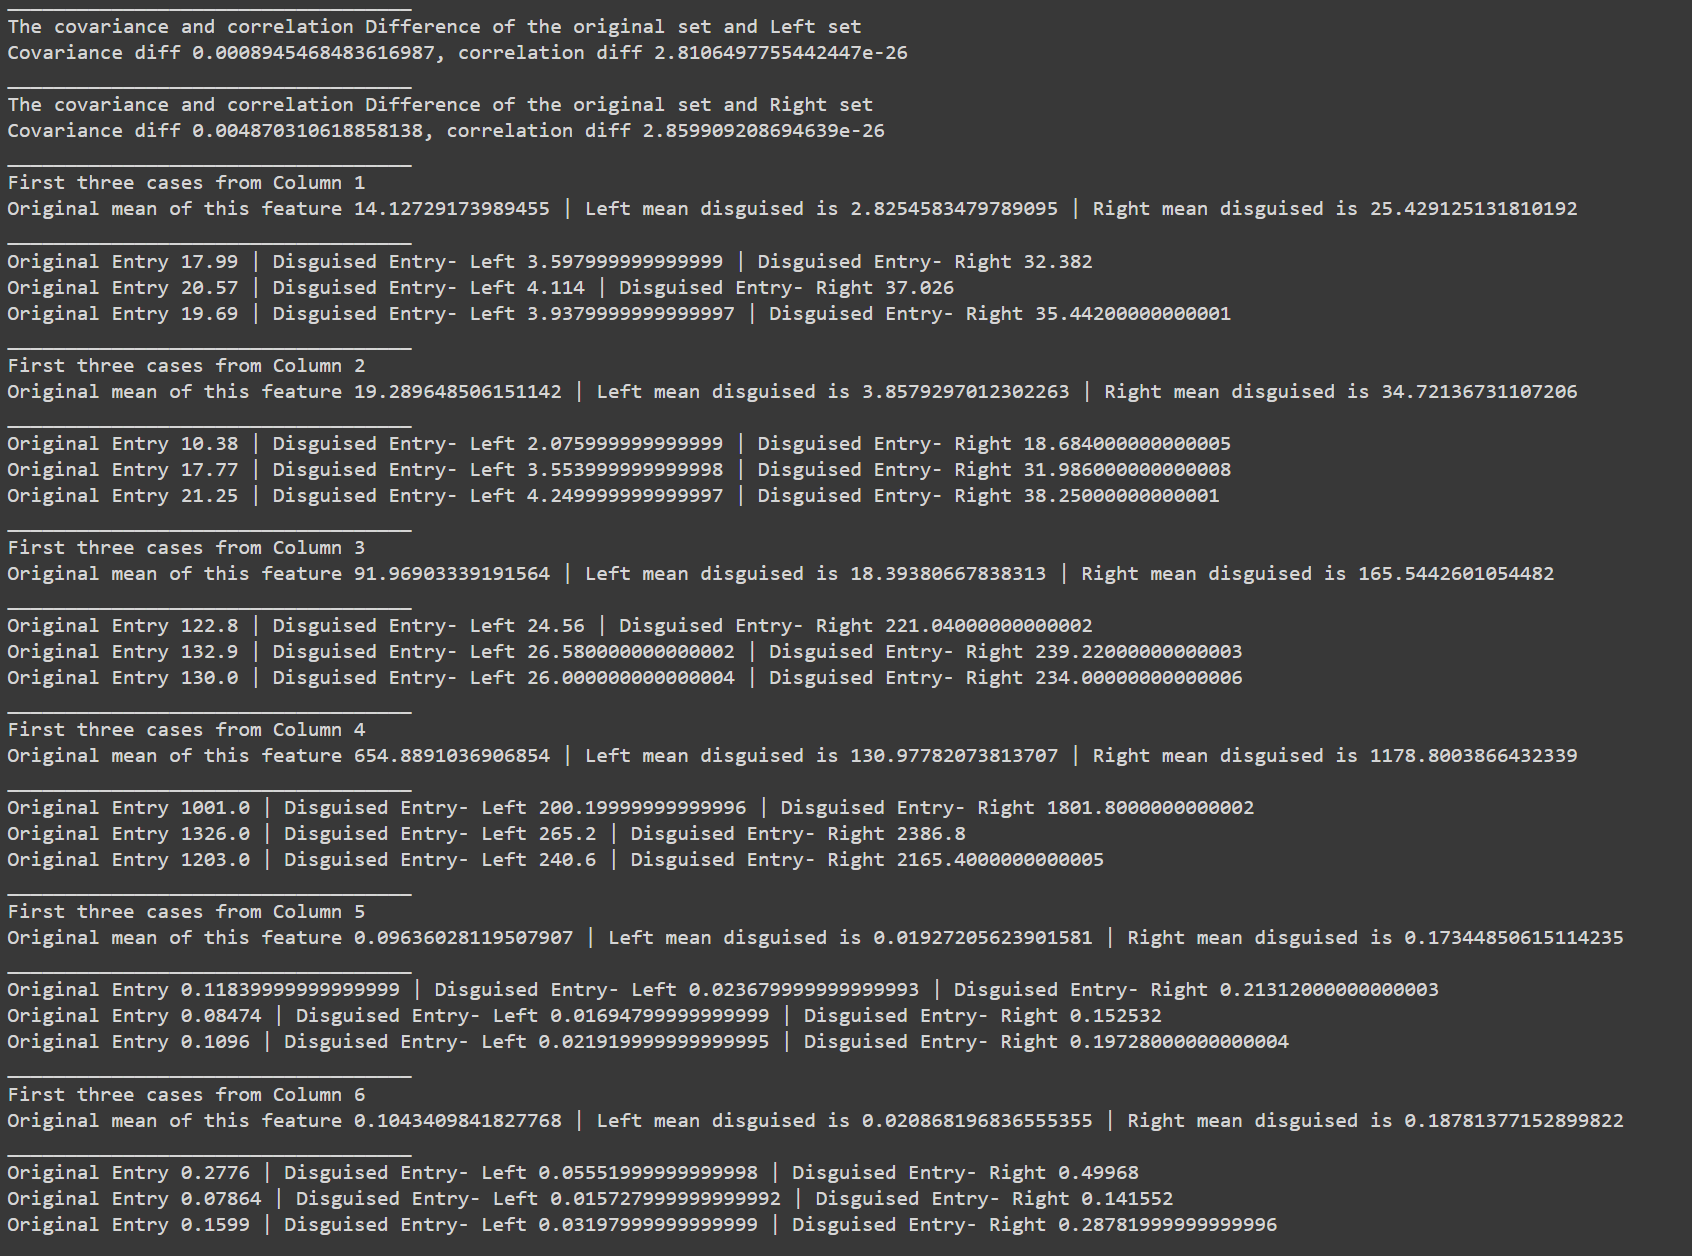 The covariance and correlation Difference of the original set and Left set
Covariance diff 0.0008945468483616987, correlation diff 2.8106497755442447e-26
___________________________________
The covariance and correlation Difference of the original set and Right set
Covariance diff 0.004870310618858138, correlation diff 2.859909208694639e-26
___________________________________
First three cases from Column 1
Original mean of this feature 14.12729173989455 | Left mean disguised is 2.8254583479789095 | Right mean disguised is 25.429125131810192
___________________________________
Original Entry 17.99 | Disguised Entry- Left 3.597999999999999 | Disguised Entry- Right 32.382
Original Entry 20.57 | Disguised Entry- Left 4.114 | Disguised Entry- Right 37.026
Original Entry 19.69 | Disguised Entry- Left 3.9379999999999997 | Disguised Entry- Right 35.44200000000001
___________________________________
First three cases from Column 2
Original mean of this feature 19.289648506151142 | Left mean disguised is 3.8579297012302263 | Right mean disguised is 34.72136731107206
___________________________________
Original Entry 10.38 | Disguised Entry- Left 2.075999999999999 | Disguised Entry- Right 18.684000000000005
Original Entry 17.77 | Disguised Entry- Left 3.553999999999998 | Disguised Entry- Right 31.986000000000008
Original Entry 21.25 | Disguised Entry- Left 4.249999999999997 | Disguised Entry- Right 38.25000000000001
___________________________________
First three cases from Column 3
Original mean of this feature 91.96903339191564 | Left mean disguised is 18.39380667838313 | Right mean disguised is 165.5442601054482
___________________________________
Original Entry 122.8 | Disguised Entry- Left 24.56 | Disguised Entry- Right 221.04000000000002
Original Entry 132.9 | Disguised Entry- Left 26.580000000000002 | Disguised Entry- Right 239.22000000000003
Original Entry 130.0 | Disguised Entry- Left 26.000000000000004 | Disguised Entry- Right 234.00000000000006
___________________________________
First three cases from Column 4
Original mean of this feature 654.8891036906854 | Left mean disguised is 130.97782073813707 | Right mean disguised is 1178.8003866432339
___________________________________
Original Entry 1001.0 | Disguised Entry- Left 200.19999999999996 | Disguised Entry- Right 1801.8000000000002
Original Entry 1326.0 | Disguised Entry- Left 265.2 | Disguised Entry- Right 2386.8
Original Entry 1203.0 | Disguised Entry- Left 240.6 | Disguised Entry- Right 2165.4000000000005
___________________________________
First three cases from Column 5
Original mean of this feature 0.09636028119507907 | Left mean disguised is 0.01927205623901581 | Right mean disguised is 0.17344850615114235
___________________________________
Original Entry 0.11839999999999999 | Disguised Entry- Left 0.023679999999999993 | Disguised Entry- Right 0.21312000000000003
Original Entry 0.08474 | Disguised Entry- Left 0.01694799999999999 | Disguised Entry- Right 0.152532
Original Entry 0.1096 | Disguised Entry- Left 0.021919999999999995 | Disguised Entry- Right 0.19728000000000004
___________________________________
First three cases from Column 6
Original mean of this feature 0.1043409841827768 | Left mean disguised is 0.020868196836555355 | Right mean disguised is 0.18781377152899822
___________________________________
Original Entry 0.2776 | Disguised Entry- Left 0.05551999999999998 | Disguised Entry- Right 0.49968
Original Entry 0.07864 | Disguised Entry- Left 0.015727999999999992 | Disguised Entry- Right 0.141552
Original Entry 0.1599 | Disguised Entry- Left 0.03197999999999999 | Disguised Entry- Right 0.28781999999999996